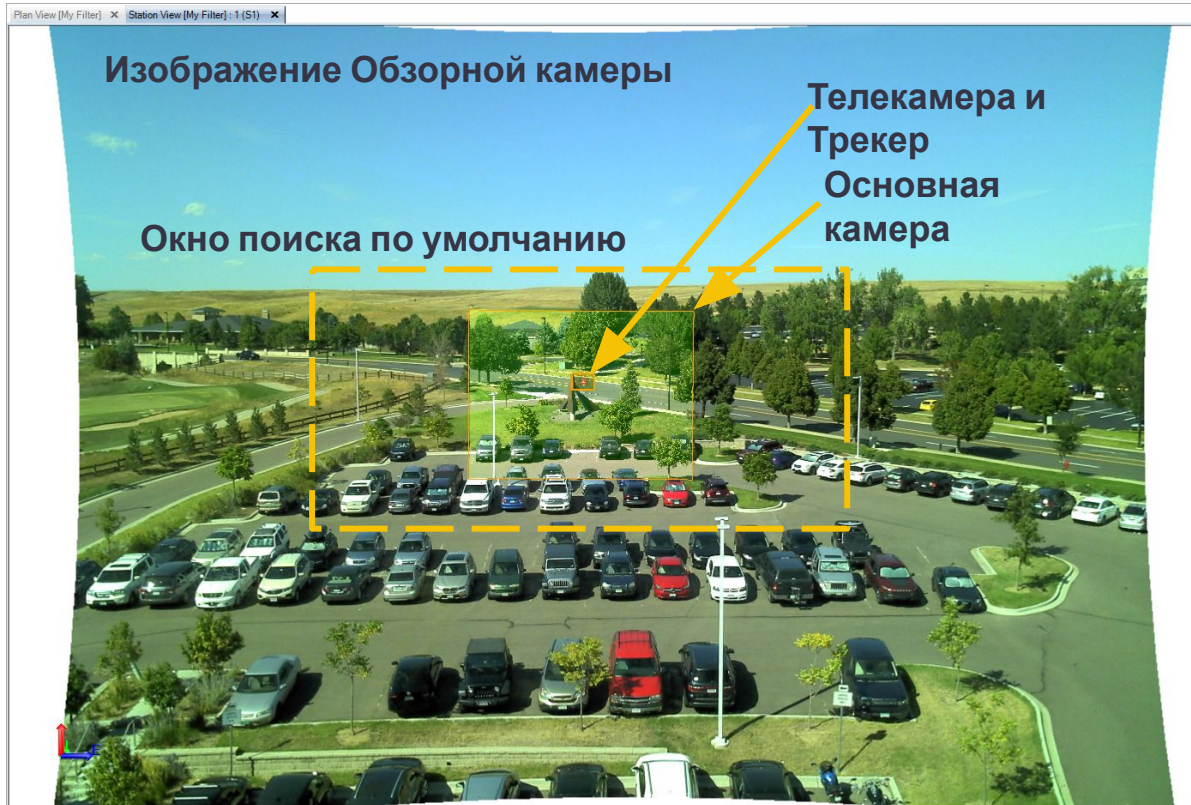 Plan View [My Filter] × Station View [My Filter] : 1 (S1) ×
Изображение Обзорной камеры
Телекамера и
Трекер
Основная
камера
Окно поиска по умолчанию